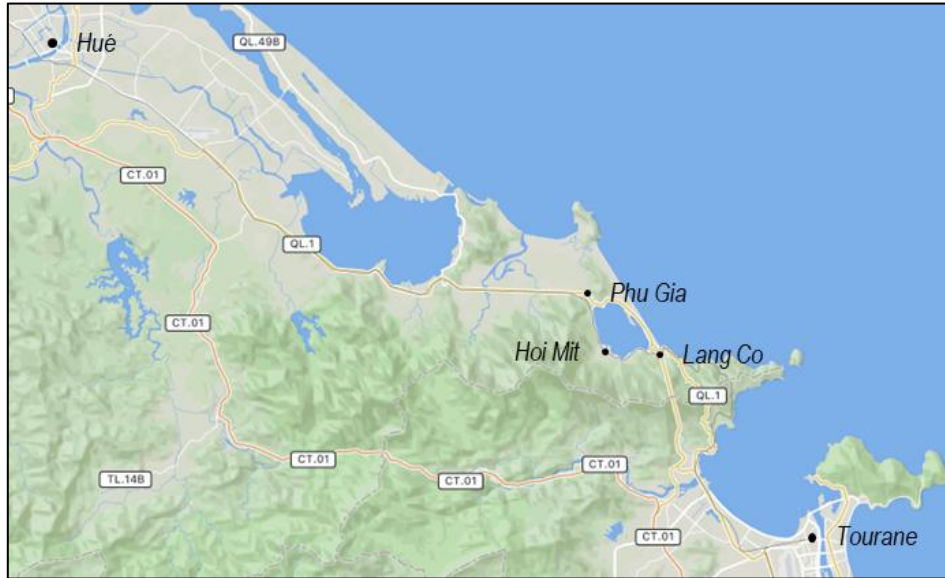 Hué
QL.49B
CT.01
QL.1
Phu Gia
CT.01
Hoi Mit
Lang Co
QL.1
CT.01
CT.01
CT.01
TL.14B
CT.01
Tourane